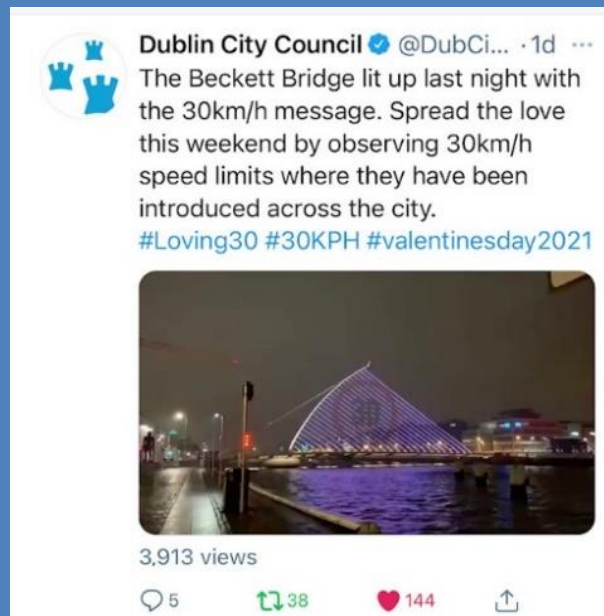 Dublin City Council @DubCi... · 1d ...
The Beckett Bridge lit up last night with
the 30km/h message. Spread the love
this weekend by observing 30km/h
speed limits where they have been
introduced across the city.
#Loving30 #30KPH #valentinesday2021
30
3,913 views
5 38 144